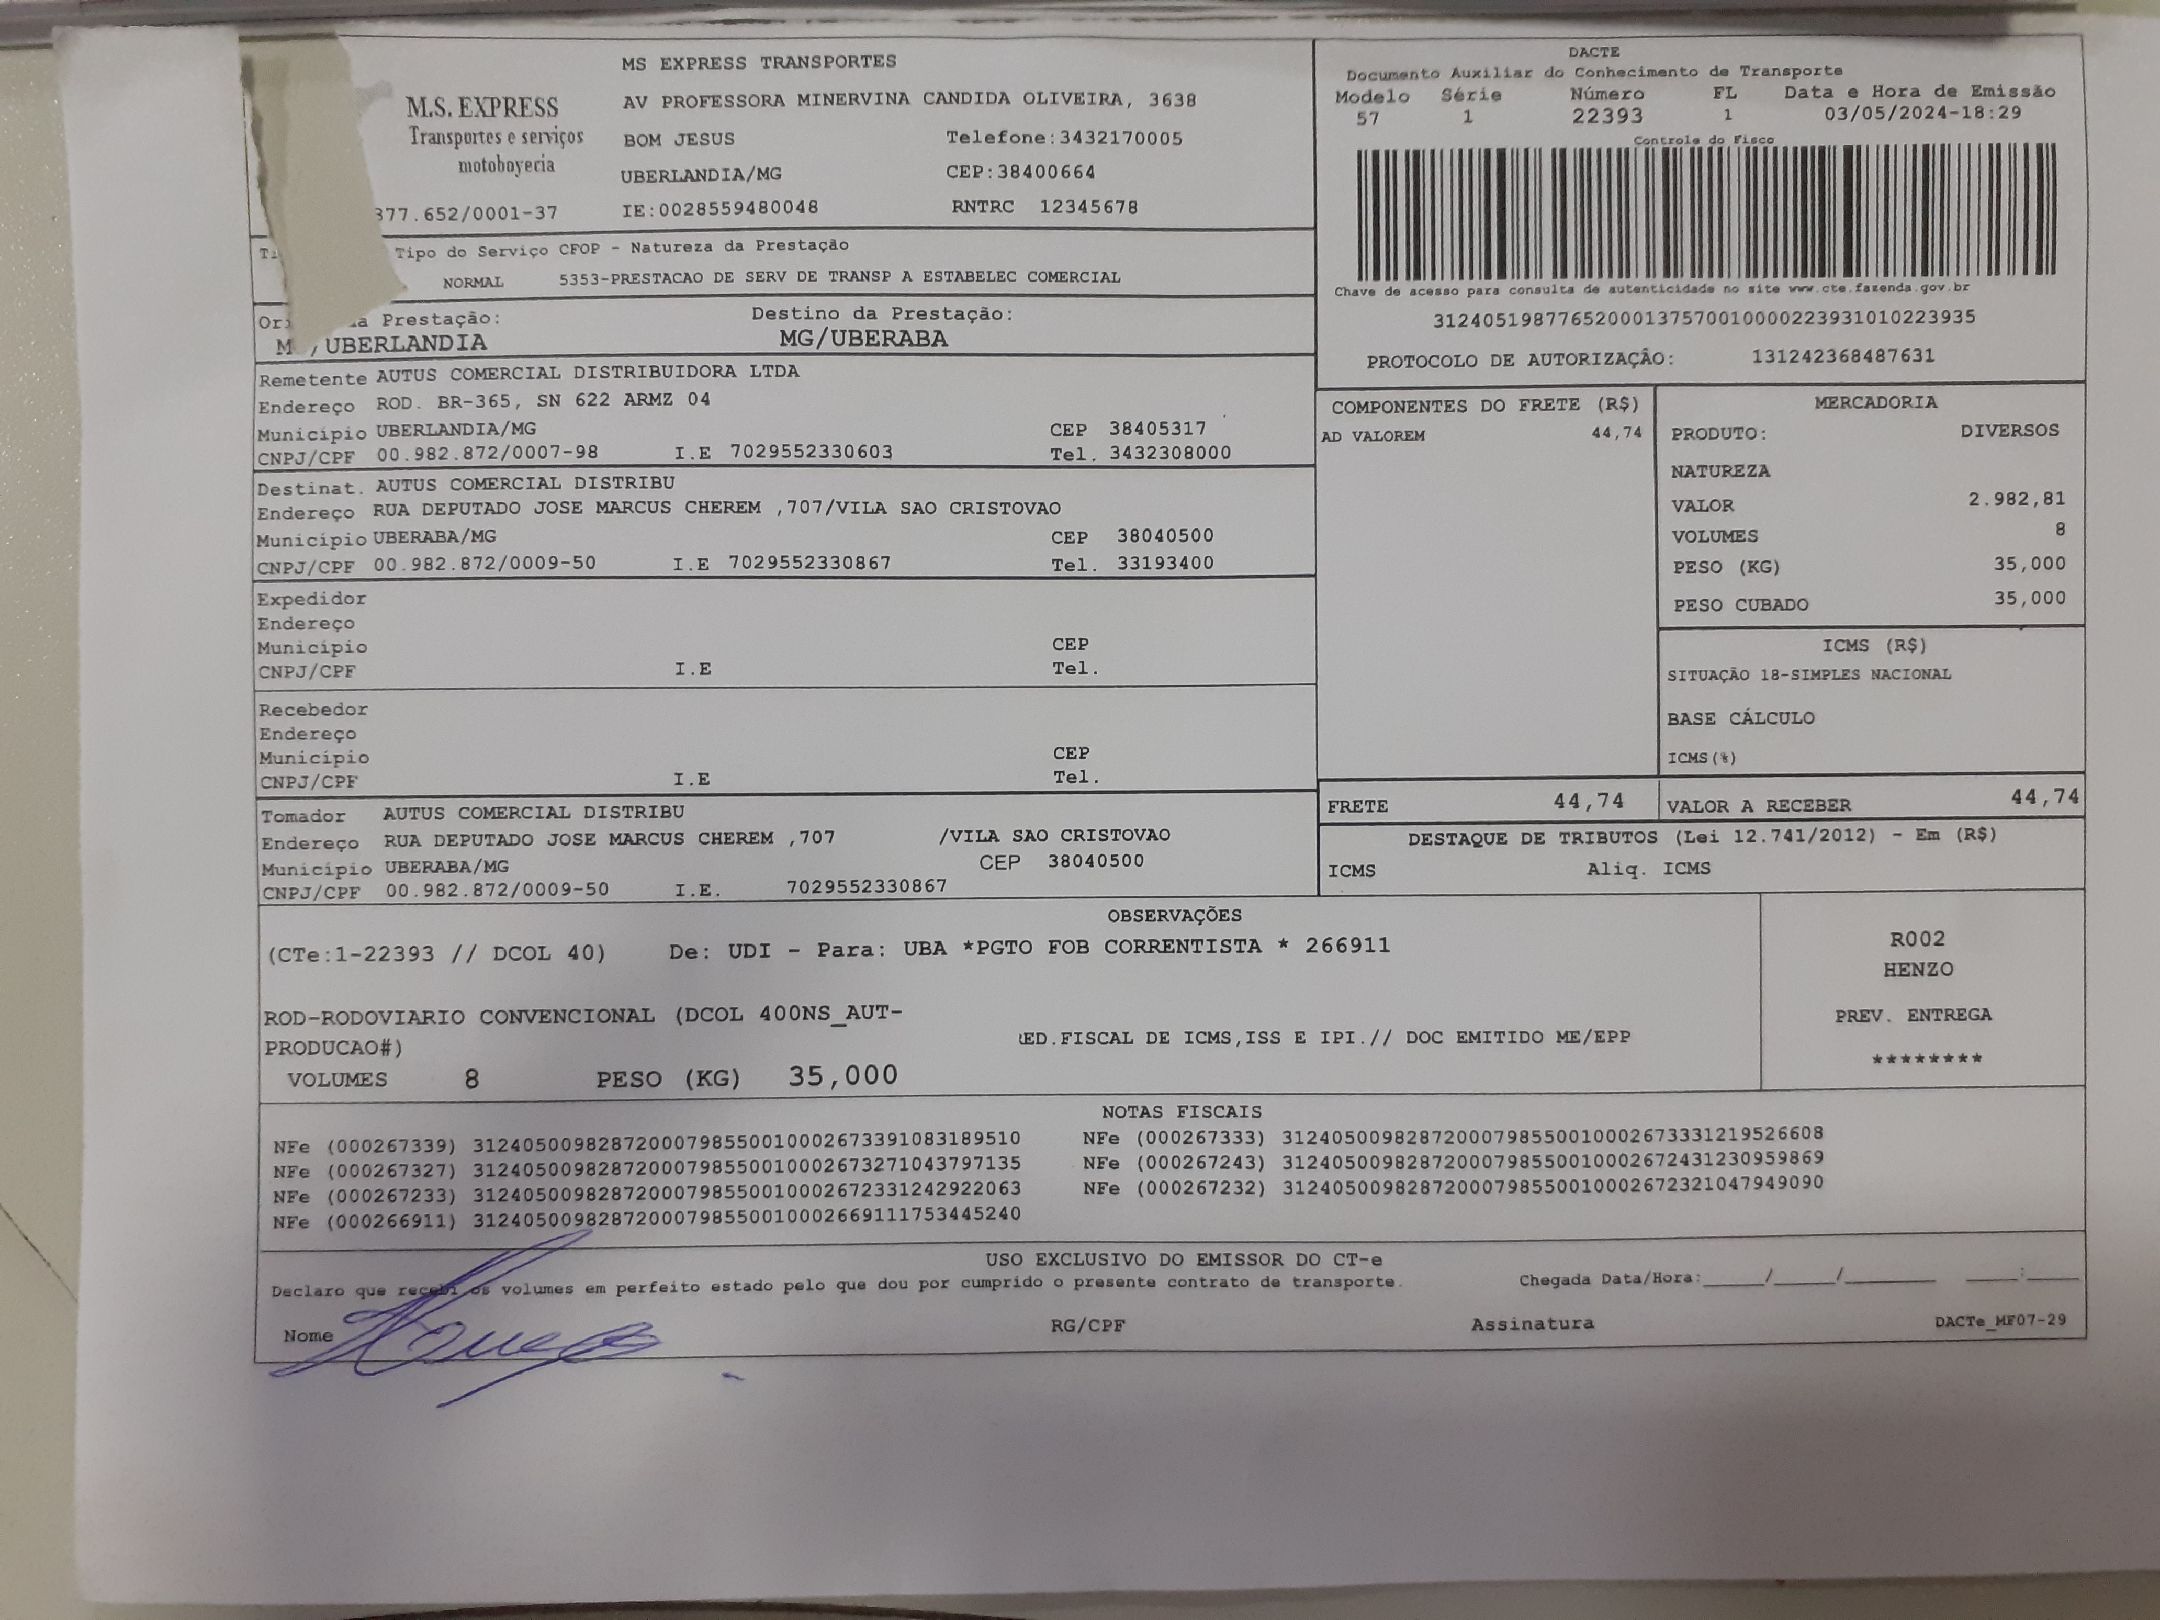 MS EXPRESS TRANSPORTES
M.S. EXPRESS
Transportes e serviços
motoboyecia
377.652/0001-37
AV PROFESSORA MINERVINA CANDIDA OLIVEIRA, 3638
BOM JESUS Telefone:3432170005
UBERLANDIA/MG CEP:38400664
IE:0028559480048 RNTRC 12345678
DACTE
Documento Auxiliar do Conhecimento de Transporte
Modelo Série Número FL Data e Hora de Emissão
57 1 22393 1 03/05/2024-18:29
Controle do Fisco
Chave de acesso para consulta de autenticidade no site www.cte.fazenda.gov.br
31240519877652000137570010000223931010223935
PROTOCOLO DE AUTORIZAÇÃO: 131242368487631
Tipo do Serviço CFOP - Natureza da Prestação
NORMAL 5353-PRESTACAO DE SERV DE TRANSP A ESTABELEC COMERCIAL
Prestação: Destino da Prestação:
/UBERLANDIA MG/UBERABA
Remetente AUTUS COMERCIAL DISTRIBUIDORA LTDA
Endereço ROD. BR-365, SN 622 ARMZ 04
Município UBERLANDIA/MG CEP 38405317
CNPJ/CPF 00.982.872/0007-98 I.E 7029552330603 Tel. 3432308000
Destinat. AUTUS COMERCIAL DISTRIBU
Endereço RUA DEPUTADO JOSE MARCUS CHEREM ,707/VILA SAO CRISTOVAO
Município UBERABA/MG CEP 38040500
CNPJ/CPF 00.982.872/0009-50 I.E 7029552330867 Tel. 33193400
Expedidor
Endereço
Município CEP
CNPJ/CPF I.E Tel.
Recebedor
Endereço
Município CEP
CNPJ/CPF I.E Tel.
Tomador AUTUS COMERCIAL DISTRIBU
Endereço RUA DEPUTADO JOSE MARCUS CHEREM ,707 /VILA SAO CRISTOVAO
Município UBERABA/MG CEP 38040500
CNPJ/CPF 00.982.872/0009-50 I.E. 7029552330867
COMPONENTES DO FRETE (R$)
AD VALOREM 44,74
MERCADORIA
PRODUTO: DIVERSOS
NATUREZA
VALOR 2.982,81
VOLUMES 8
PESO (KG) 35,000
PESO CUBADO 35,000
ICMS (R$)
SITUAÇÃO 18-SIMPLES NACIONAL
BASE CÁLCULO
ICMS(%)
FRETE 44,74 VALOR A RECEBER 44,74
DESTAQUE DE TRIBUTOS (Lei 12.741/2012) - Em (R$)
ICMS Aliq. ICMS
OBSERVAÇÕES
(CTe:1-22393 // DCOL 40) De: UDI - Para: UBA *PGTO FOB CORRENTISTA * 266911
ROD-RODOVIARIO CONVENCIONAL (DCOL 400NS_AUT-
PRODUCAO#)
ED.FISCAL DE ICMS,ISS E IPI.// DOC EMITIDO ME/EPP
VOLUMES 8 PESO (KG) 35,000
R002
HENZO
PREV. ENTREGA
********
NOTAS FISCAIS
NFe (000267339) 31240500982872000798550010002673391083189510 NFe (000267333) 31240500982872000798550010002673331219526608
NFe (000267327) 31240500982872000798550010002673271043797135 NFe (000267243) 31240500982872000798550010002672431230959869
NFe (000267233) 31240500982872000798550010002672331242922063 NFe (000267232) 31240500982872000798550010002672321047949090
NFe (000266911) 31240500982872000798550010002669111753445240
USO EXCLUSIVO DO EMISSOR DO CT-e
Declaro que recebi os volumes em perfeito estado pelo que dou por cumprido o presente contrato de transporte. Chegada Data/Hora:_____/_____/_________ _____:_____
Nome RG/CPF Assinatura DACTe_MF07-29